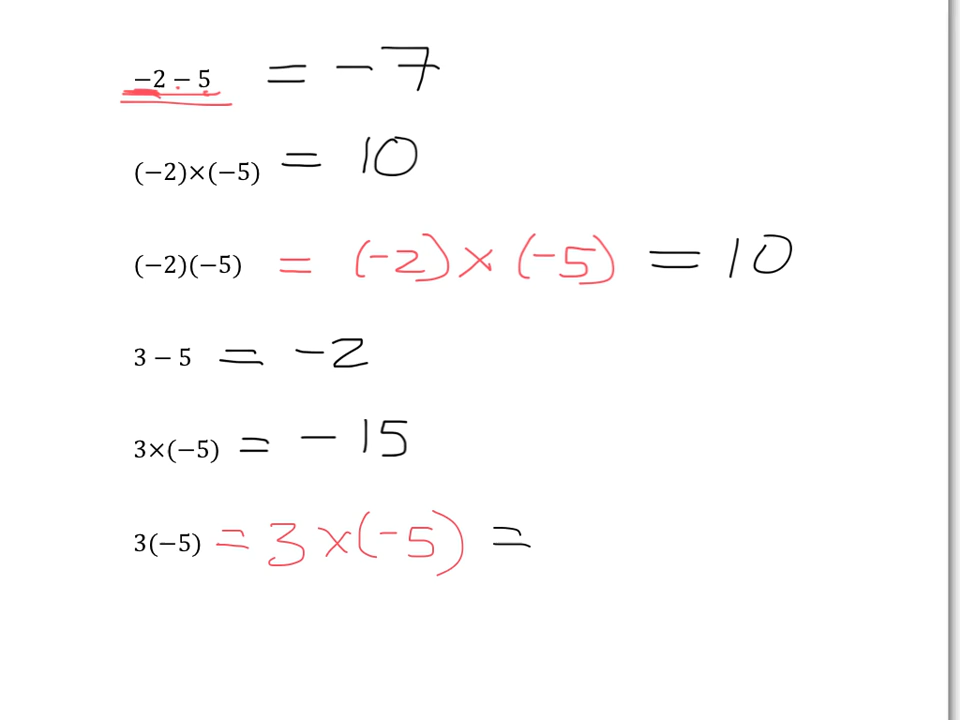 −2 − 5 = −7
(−2)×(−5) = 10
(−2)(−5) = (-2) × (-5) = 10
3 − 5 = −2
3×(−5) = −15
3(−5) = 3 ×(-5) =